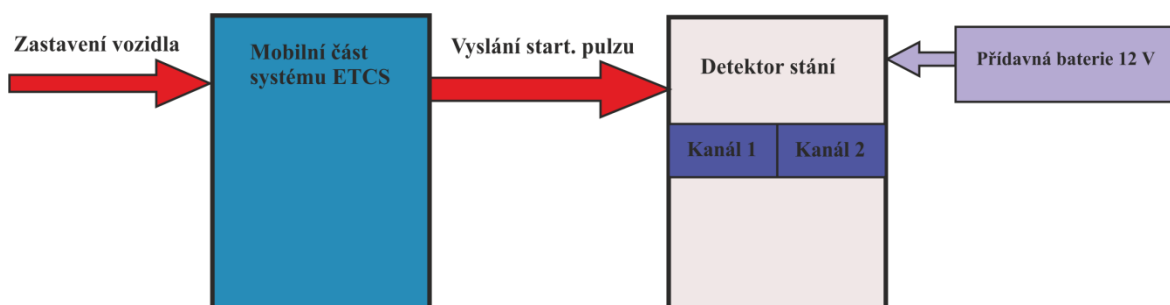 Zastavení vozidla
Mobilní část
systému ETCS
Vyslání start. pulzu
Detektor stání
Přídavná baterie 12 V
Kanál 1
Kanál 2